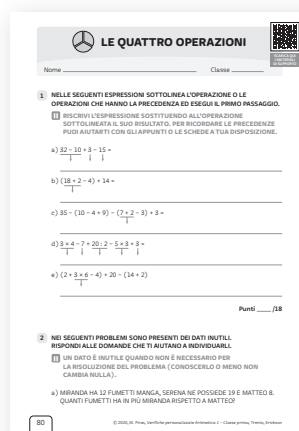 LE QUATTRO OPERAZIONI
Nome Classe
1 NELLE SEGUENTI ESPRESSIONI SOTTOLINEA L'OPERAZIONE O LE
OPERAZIONI CHE HANNO LA PRECEDENZA ED ESEGUI IL PRIMO PASSAGGIO.
RISCRIVI L'ESPRESSIONE SOSTITUENDO ALL'OPERAZIONE
SOTTOLINEATA IL SUO RISULTATO. PER RICORDARE LE PRECEDENZE
PUOI AIUTARTI CON GLI APPUNTI O LE SCHEDE A TUA DISPOSIZIONE.
a) 32 – 10 + 3 – 15 =
b) (18 + 2 – 4) + 14 =
c) 35 – (10 – 4 + 9) – (7 + 2 – 3) + 3 =
d) 3 × 4 – 7 + 20 : 2 – 5 × 3 + 3 =
e) (2 + 3 × 6 – 4) + 20 – (14 + 2)
Punti ____ /18
2 NEI SEGUENTI PROBLEMI SONO PRESENTI DEI DATI INUTILI.
RISPONDI ALLE DOMANDE CHE TI AIUTANO A INDIVIDUARLI.
UN DATO È INUTILE QUANDO NON È NECESSARIO PER
LA RISOLUZIONE DEL PROBLEMA (CONOSCERLO O MENO NON
CAMBIA NULLA).
a) MIRANDA HA 12 FUMETTI MANGA, SERENA NE POSSIEDE 19 E MATTEO 8.
QUANTI FUMETTI HA IN PIÙ MIRANDA RISPETTO A MATTEO?
80